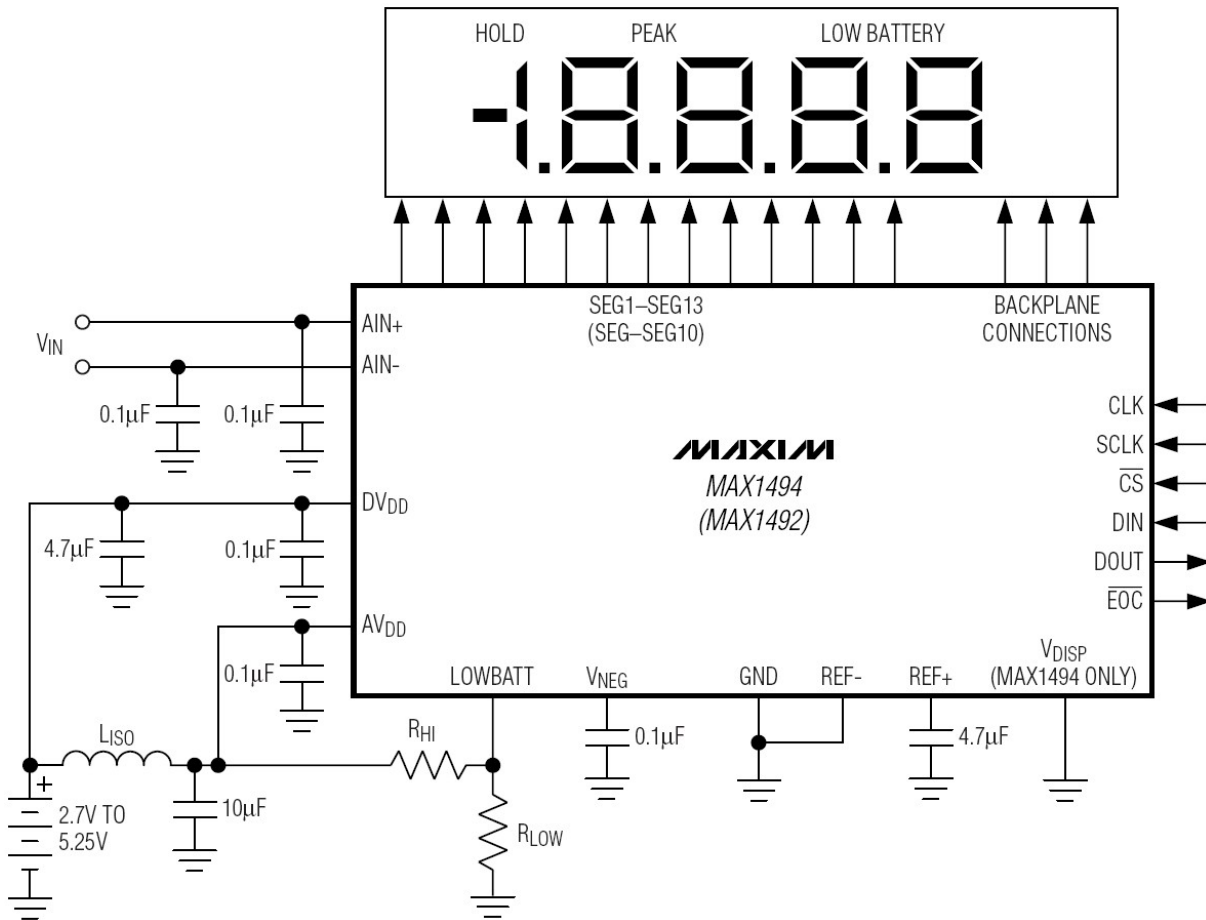 HOLD PEAK LOW BATTERY
-1.8.8.8.8
SEG1–SEG13
(SEG–SEG10)
BACKPLANE
CONNECTIONS
AIN+
VIN
AIN-
0.1µF
0.1µF
CLK
SCLK
CS
DIN
DOUT
EOC
MAXIM
MAX1494
(MAX1492)
DVDD
4.7µF
0.1µF
AVDD
0.1µF
LOWBATT
VNEG
GND
REF-
REF+
VDISP
(MAX1494 ONLY)
LISO
RHI
0.1µF
4.7µF
+
2.7V TO
5.25V
10µF
RLOW